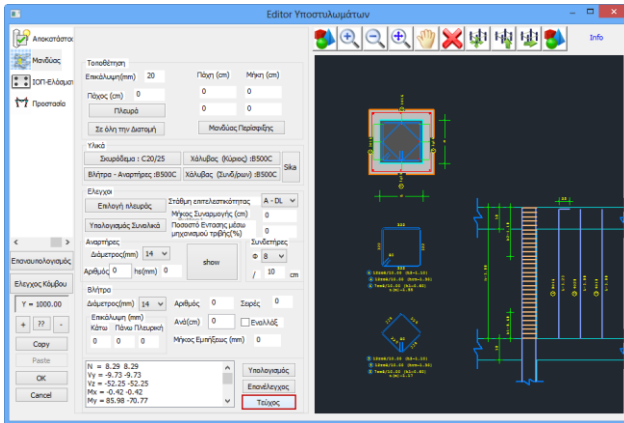 Editor Υποστυλωμάτων
Αποκατάστασ
Μανδύας
ΙΟΠ-Ελάσματ
Προστασία
Info
Τοποθέτηση
Επικάλυψη(mm) 20 Πάχη (cm) Μήκη (cm)
Πάχος (cm) 0 0 0
Πλευρά 0 0
Σε όλη την Διατομή Μανδύας Περίσφιξης
Υλικά
Σκυρόδεμα : C20/25 Χάλυβας (Κύριος) :B500C
Βλήτρα - Αναρτήρες :B500C Χάλυβας (Συνδ/ρων) :B500C Sika
Ελεγχοι
Επιλογή πλευράς Στάθμη επιτελεστικότητας A - DL
Υπολογισμός Συνολικά Μήκος Συναρμογής (cm) 0
Ποσοστό Εντασης μέσω μηχανισμού τριβής(%) 0
Αναρτήρες Συνδετήρες
Διάμετρος(mm) 14 show Φ 8
Αριθμός 0 hs(mm) 0 / 10 cm
Βλήτρα
Διάμετρος(mm) 14 Αριθμός 0 Σειρές 0
Επικάλυψη (mm) Ανά(cm) 0 Εναλλάξ
Κάτω Πάνω Πλευρική
0 0 0 Μήκος Εμπήξεως (mm) 0
N = 8.29 8.29
Vy = -9.73 -9.73
Vz = -52.25 -52.25
Mx = -0.42 -0.42
My = 85.98 -70.77
Υπολογισμός
Επανέλεγχος
Τεύχος
Επαναυπολογισμός
Ελεγχος Κόμβου
Y = 1000.00
+ ?? -
Copy
Paste
OK
Cancel